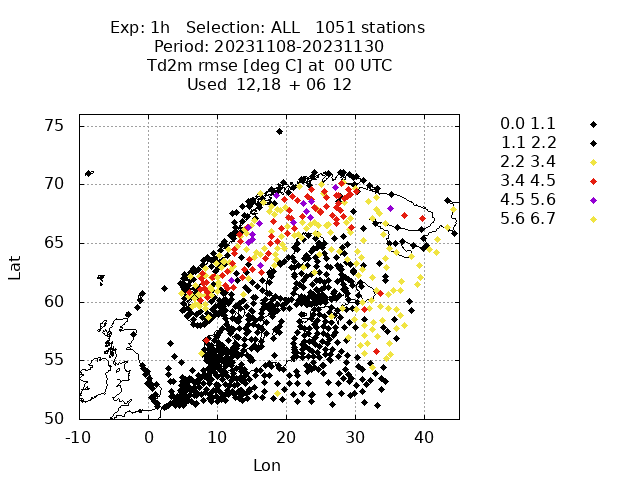 Exp: 1h Selection: ALL 1051 stations
Period: 20231108-20231130
Td2m rmse [deg C] at 00 UTC
Used 12,18 + 06 12
75
70
65
60
55
50
Lat
-10 0 10 20 30 40
Lon
0.0 1.1
1.1 2.2
2.2 3.4
3.4 4.5
4.5 5.6
5.6 6.7